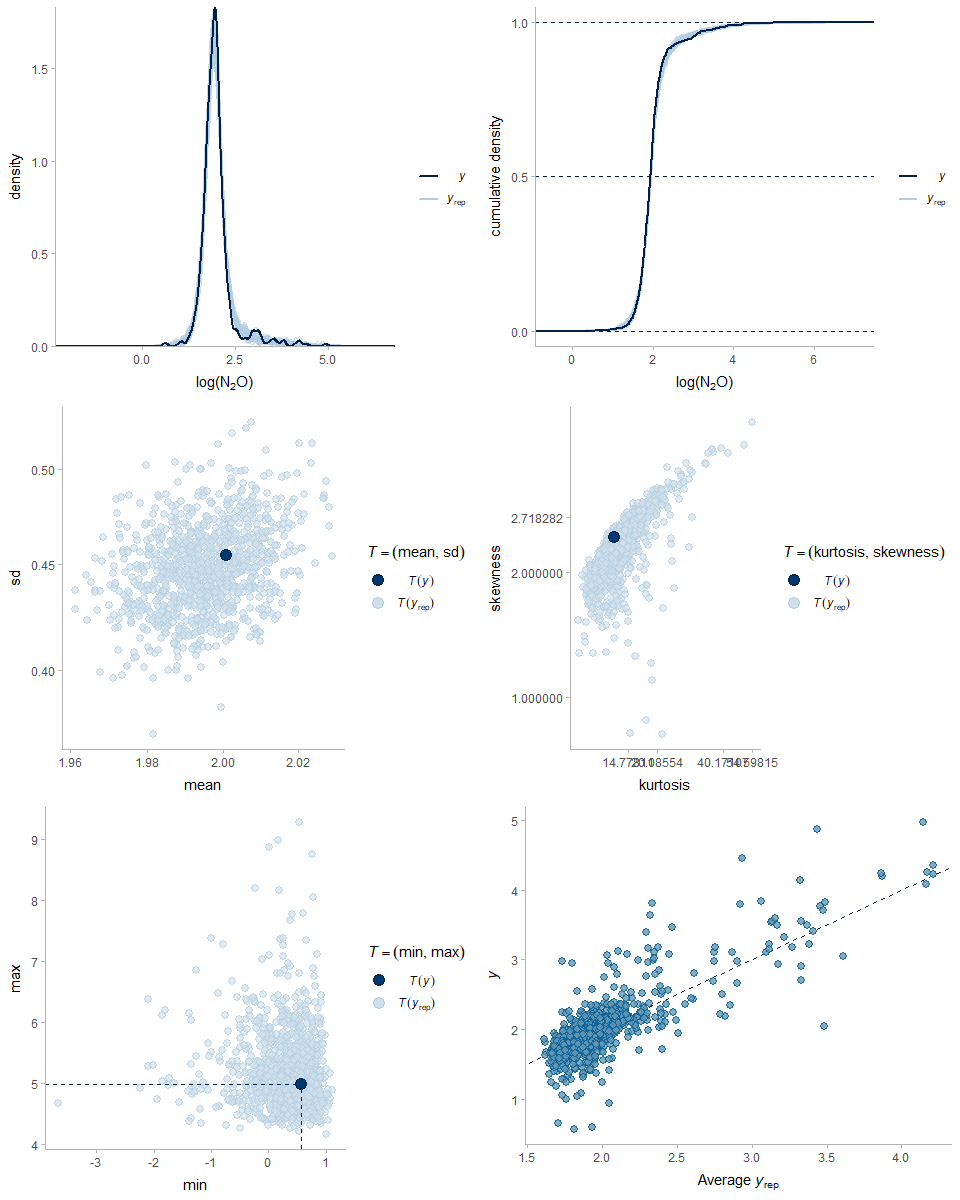 density
1.5
1.0
0.5
0.0
0.0
2.5
5.0
log(N₂O)
y
yrep
cumulative density
1.0
0.5
0.0
0
2
4
6
log(N₂O)
y
yrep
sd
0.50
0.45
0.40
1.96
1.98
2.00
2.02
mean
T = (mean, sd)
T(y)
T(yrep)
skewness
2.718282
2.000000
1.000000
kurtosis
T = (kurtosis, skewness)
T(y)
T(yrep)
max
9
8
7
6
5
4
-3
-2
-1
0
1
min
T = (min, max)
T(y)
T(yrep)
y
5
4
3
2
1
1.5
2.0
2.5
3.0
3.5
4.0
Average yrep